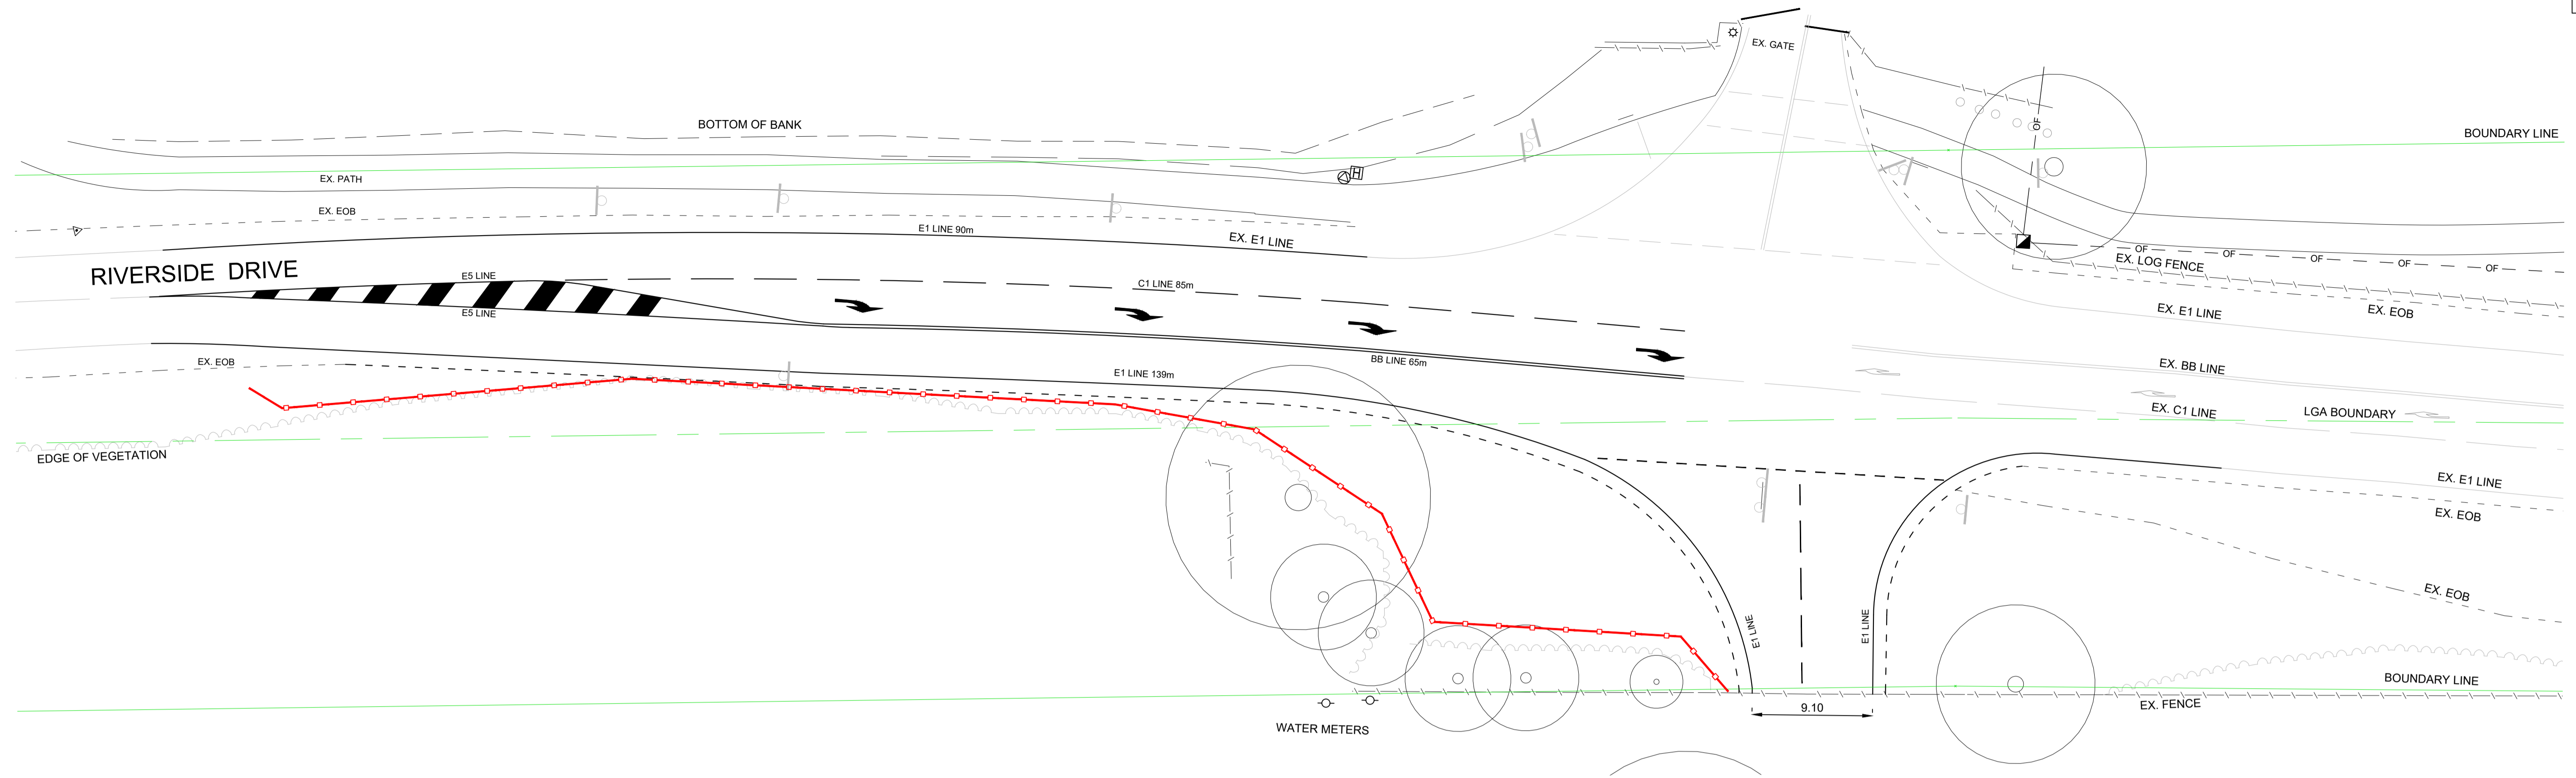 EX. GATE
BOTTOM OF BANK
OF
BOUNDARY LINE
H
EX. PATH
EX. EOB
E1 LINE 90m
EX. E1 LINE
OF
OF
OF
OF
OF
EX. LOG FENCE
RIVERSIDE DRIVE
E5 LINE
C1 LINE 85m
E5 LINE
EX. E1 LINE
EX. EOB
EX. EOB
BB LINE 65m
EX. BB LINE
E1 LINE 139m
EX. C1 LINE
LGA BOUNDARY
EDGE OF VEGETATION
EX. E1 LINE
EX. EOB
EX. EOB
E1 LINE
E1 LINE
BOUNDARY LINE
9.10
EX. FENCE
WATER METERS